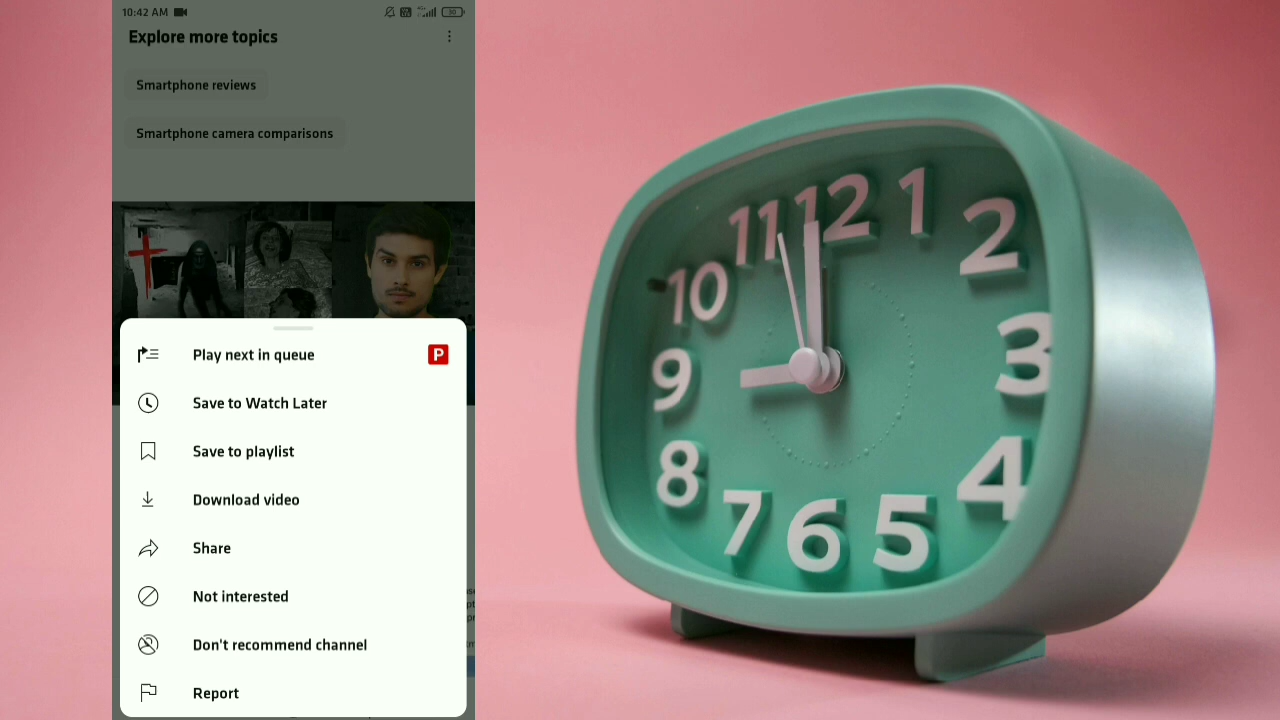 10:42 AM
30
Explore more topics
Smartphone reviews
Smartphone camera comparisons
Play next in queue
P
Save to Watch Later
Save to playlist
Download video
Share
Not interested
Don't recommend channel
Report
11 12 1
10 2
9 3
8 4
7 6 5